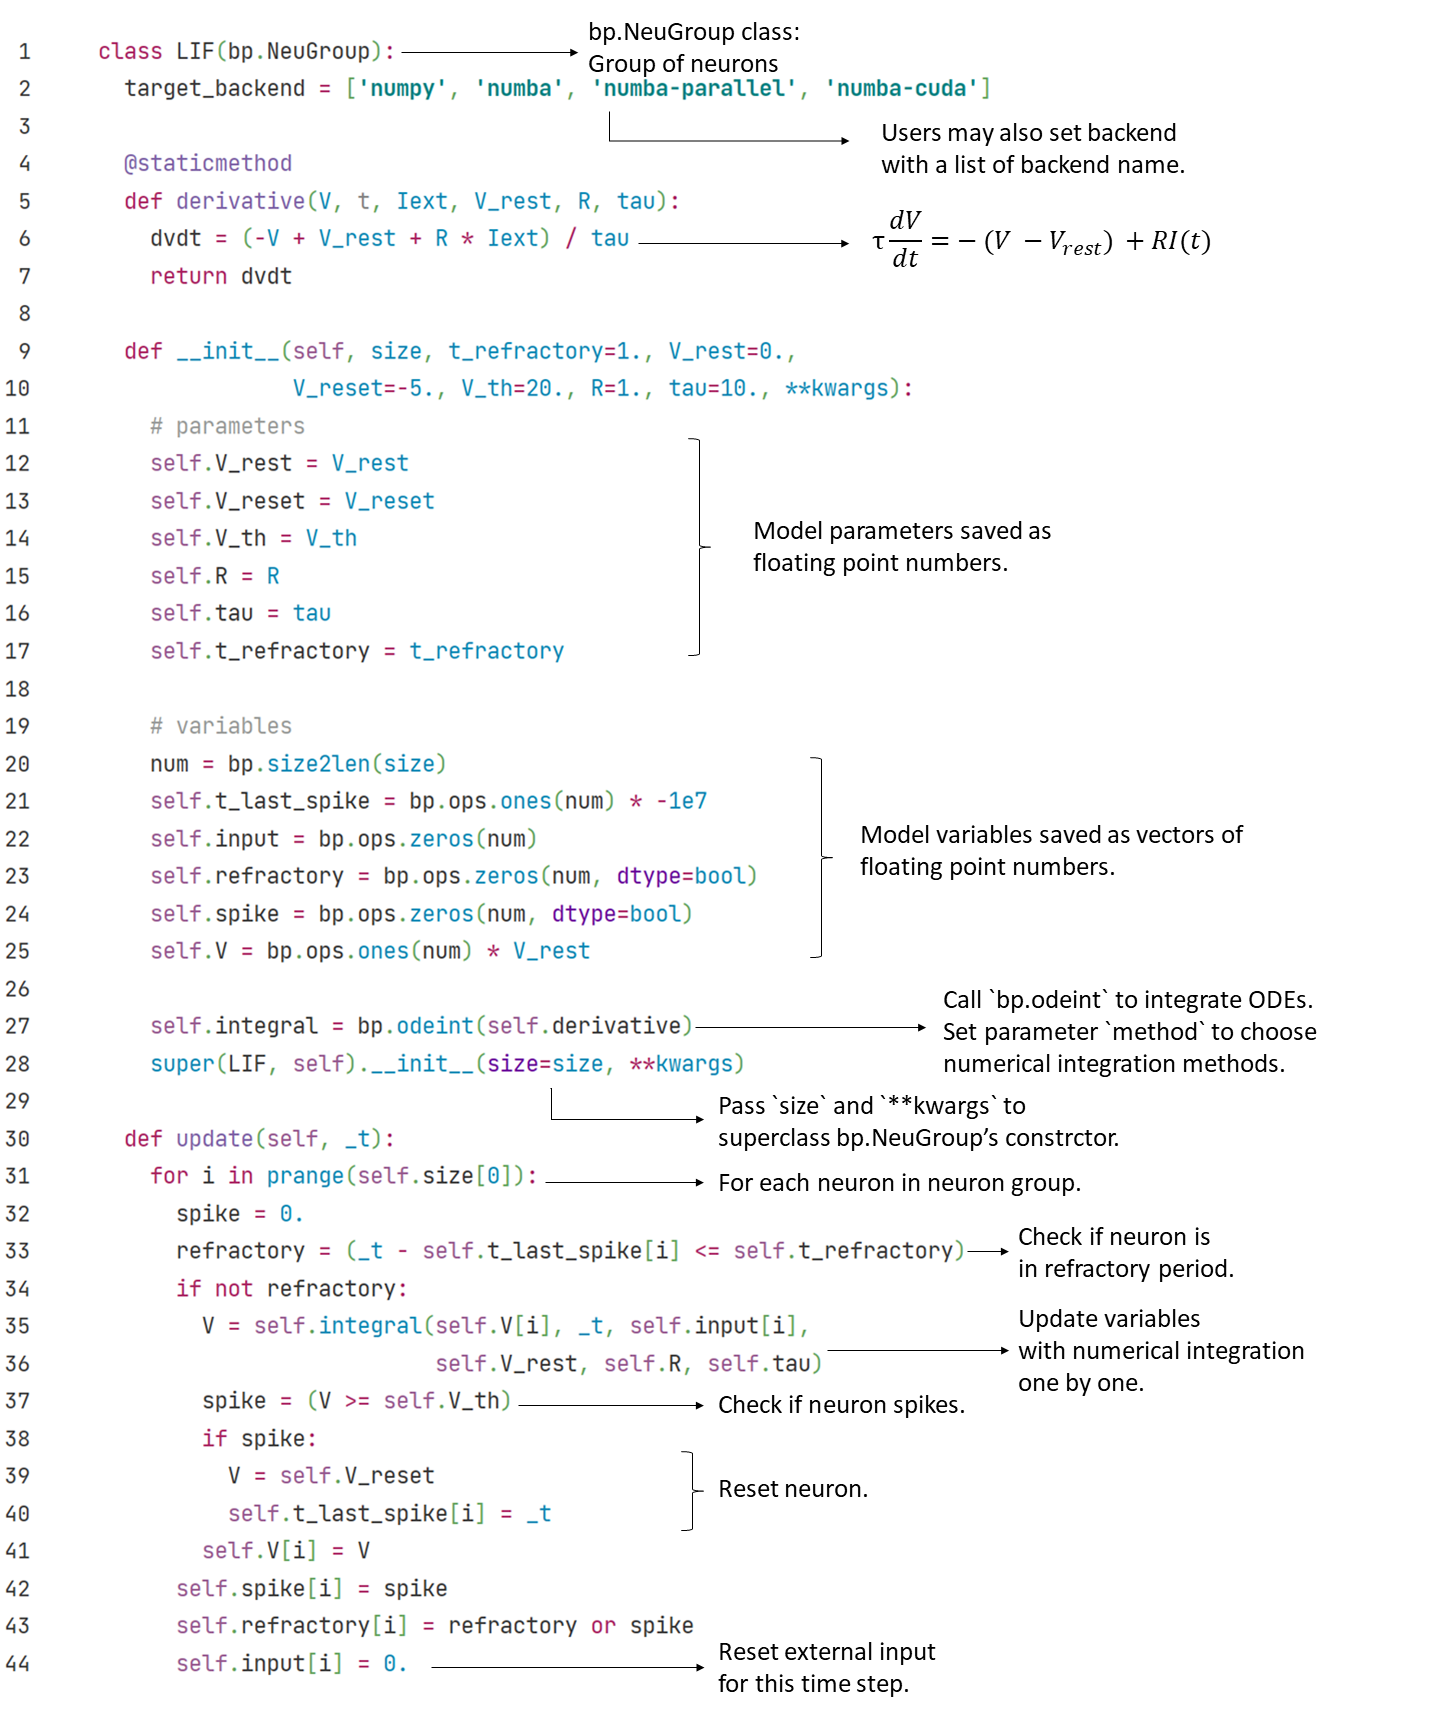 1 class LIF(bp.NeuGroup):
bp.NeuGroup class:
Group of neurons
2 target_backend = ['numpy', 'numba', 'numba-parallel', 'numba-cuda']
3
Users may also set backend
with a list of backend name.
4 @staticmethod
5 def derivative(V, t, Iext, V_rest, R, tau):
6 dvdt = (-V + V_rest + R * Iext) / tau
τ dV/dt = − (V − V_rest) + RI(t)
7 return dvdt
8
9 def __init__(self, size, t_refractory=1., V_rest=0.,
10 V_reset=-5., V_th=20., R=1., tau=10., **kwargs):
11 # parameters
12 self.V_rest = V_rest
13 self.V_reset = V_reset
14 self.V_th = V_th
15 self.R = R
16 self.tau = tau
17 self.t_refractory = t_refractory
Model parameters saved as
floating point numbers.
18
19 # variables
20 num = bp.size2len(size)
21 self.t_last_spike = bp.ops.ones(num) * -1e7
22 self.input = bp.ops.zeros(num)
23 self.refractory = bp.ops.zeros(num, dtype=bool)
24 self.spike = bp.ops.zeros(num, dtype=bool)
25 self.V = bp.ops.ones(num) * V_rest
Model variables saved as vectors of
floating point numbers.
26
27 self.integral = bp.odeint(self.derivative)
Call `bp.odeint` to integrate ODEs.
Set parameter `method` to choose
numerical integration methods.
28 super(LIF, self).__init__(size=size, **kwargs)
29
Pass `size` and `**kwargs` to
superclass bp.NeuGroup’s constrctor.
30 def update(self, _t):
31 for i in prange(self.size[0]):
For each neuron in neuron group.
32 spike = 0.
33 refractory = (_t - self.t_last_spike[i] <= self.t_refractory)
Check if neuron is
in refractory period.
34 if not refractory:
35 V = self.integral(self.V[i], _t, self.input[i],
36 self.V_rest, self.R, self.tau)
Update variables
with numerical integration
one by one.
37 spike = (V >= self.V_th)
Check if neuron spikes.
38 if spike:
39 V = self.V_reset
40 self.t_last_spike[i] = _t
Reset neuron.
41 self.V[i] = V
42 self.spike[i] = spike
43 self.refractory[i] = refractory or spike
44 self.input[i] = 0.
Reset external input
for this time step.